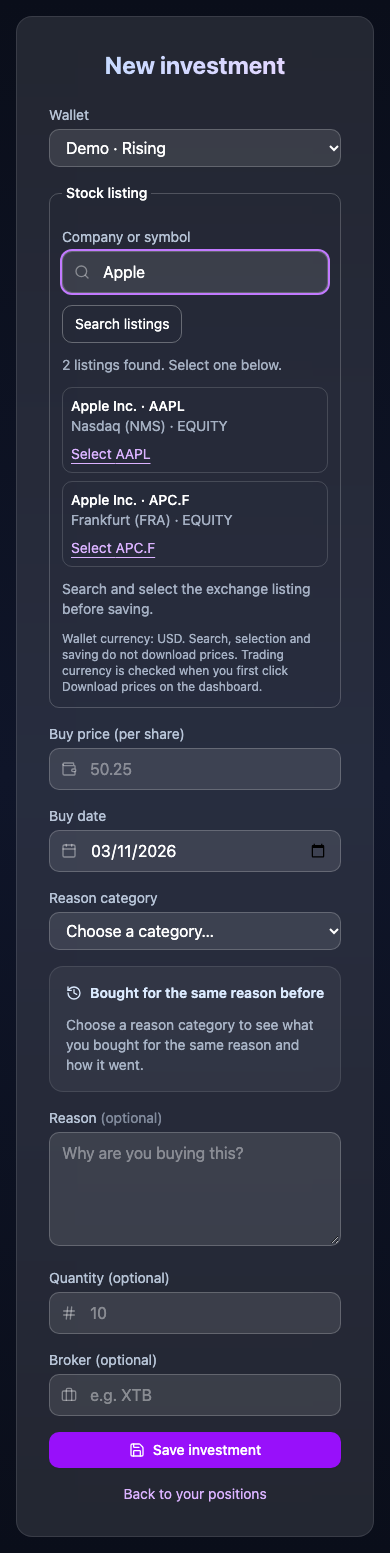 New investment
Wallet
Demo · Rising
Stock listing
Company or symbol
Apple
Search listings
2 listings found. Select one below.
Apple Inc. · AAPL
Nasdaq (NMS) · EQUITY
Select AAPL
Apple Inc. · APC.F
Frankfurt (FRA) · EQUITY
Select APC.F
Search and select the exchange listing
before saving.
Wallet currency: USD. Search, selection and
saving do not download prices. Trading
currency is checked when you first click
Download prices on the dashboard.
Buy price (per share)
50.25
Buy date
03/11/2026
Reason category
Choose a category...
Bought for the same reason before
Choose a reason category to see what
you bought for the same reason and
how it went.
Reason (optional)
Why are you buying this?
Quantity (optional)
10
Broker (optional)
e.g. XTB
Save investment
Back to your positions